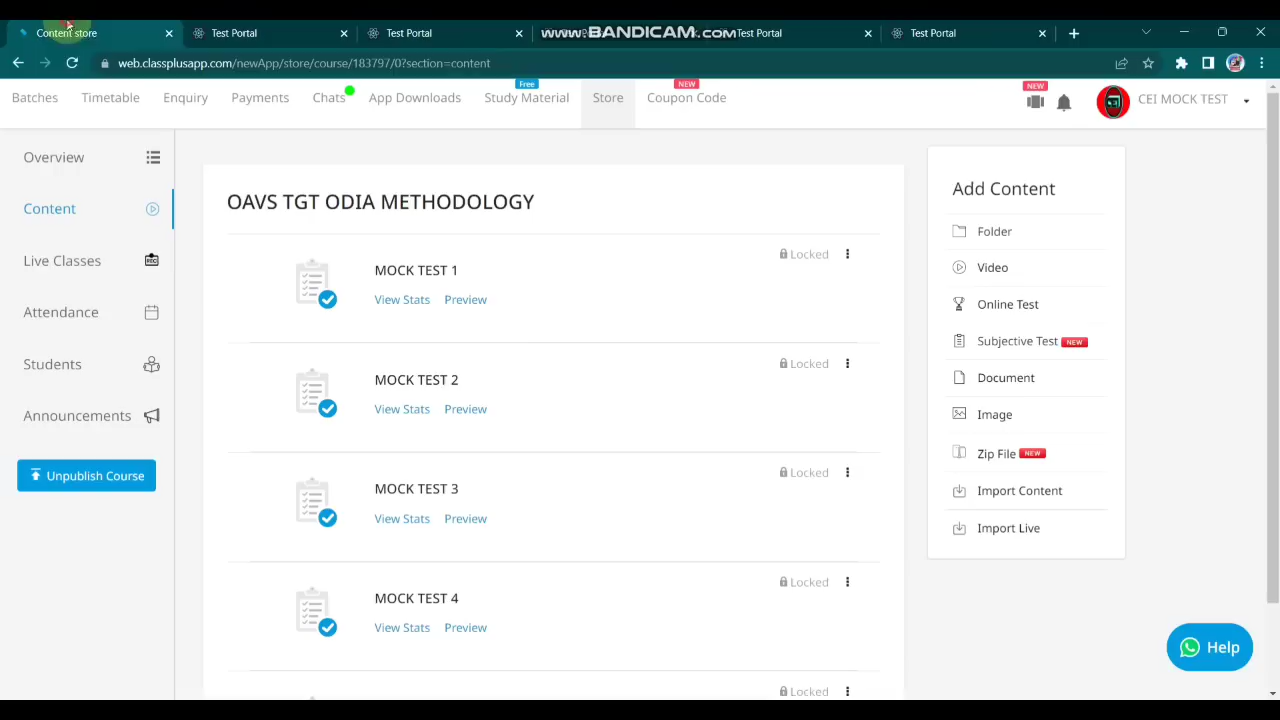 Content store
Test Portal
Test Portal
www.BANDICAM.com
Test Portal
Test Portal
web.classplusapp.com/newApp/store/course/183797/0?section=content
Batches
Timetable
Enquiry
Payments
Chats
App Downloads
Free
Study Material
Store
NEW
Coupon Code
NEW
CEI MOCK TEST
Overview
Content
Live Classes
REC
Attendance
Students
Announcements
Unpublish Course
OAVS TGT ODIA METHODOLOGY
MOCK TEST 1
Locked
View Stats Preview
MOCK TEST 2
Locked
View Stats Preview
MOCK TEST 3
Locked
View Stats Preview
MOCK TEST 4
Locked
View Stats Preview
Locked
Add Content
Folder
Video
Online Test
Subjective Test NEW
Document
Image
Zip File NEW
Import Content
Import Live
Help